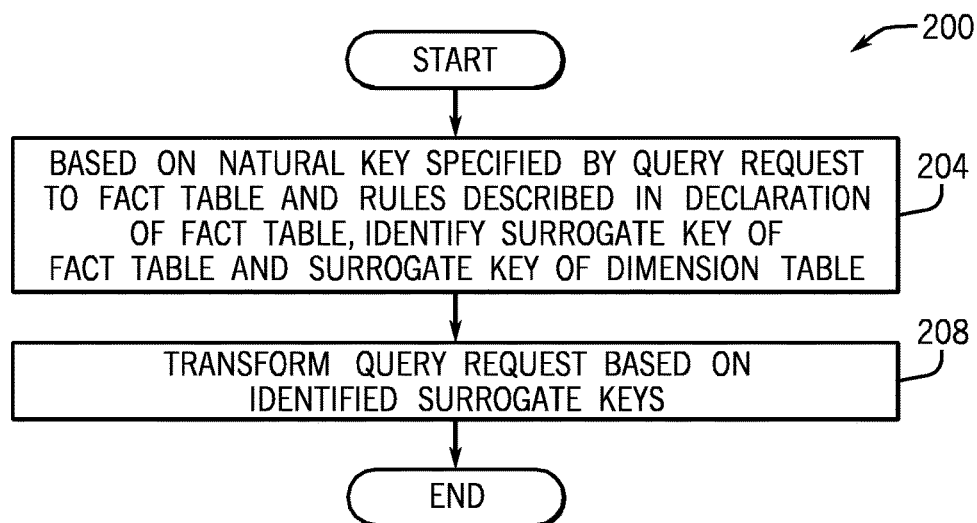 200
START
BASED ON NATURAL KEY SPECIFIED BY QUERY REQUEST
TO FACT TABLE AND RULES DESCRIBED IN DECLARATION
OF FACT TABLE, IDENTIFY SURROGATE KEY OF
FACT TABLE AND SURROGATE KEY OF DIMENSION TABLE
204
TRANSFORM QUERY REQUEST BASED ON
IDENTIFIED SURROGATE KEYS
208
END